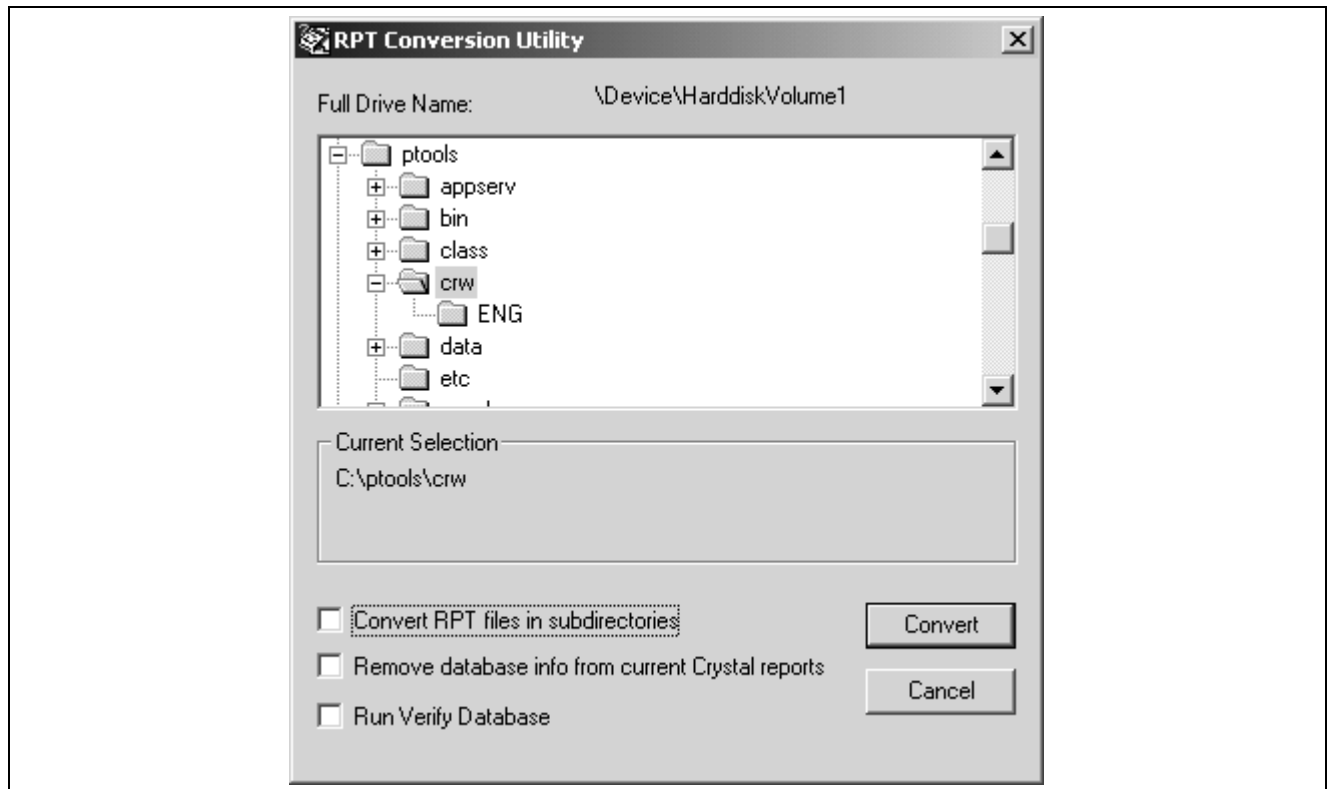 RPT Conversion Utility
Full Drive Name: \Device\HarddiskVolume1
ptools
appserv
bin
class
crw
ENG
data
etc
Current Selection
C:\ptools\crw
Convert RPT files in subdirectories
Convert
Remove database info from current Crystal reports
Cancel
Run Verify Database